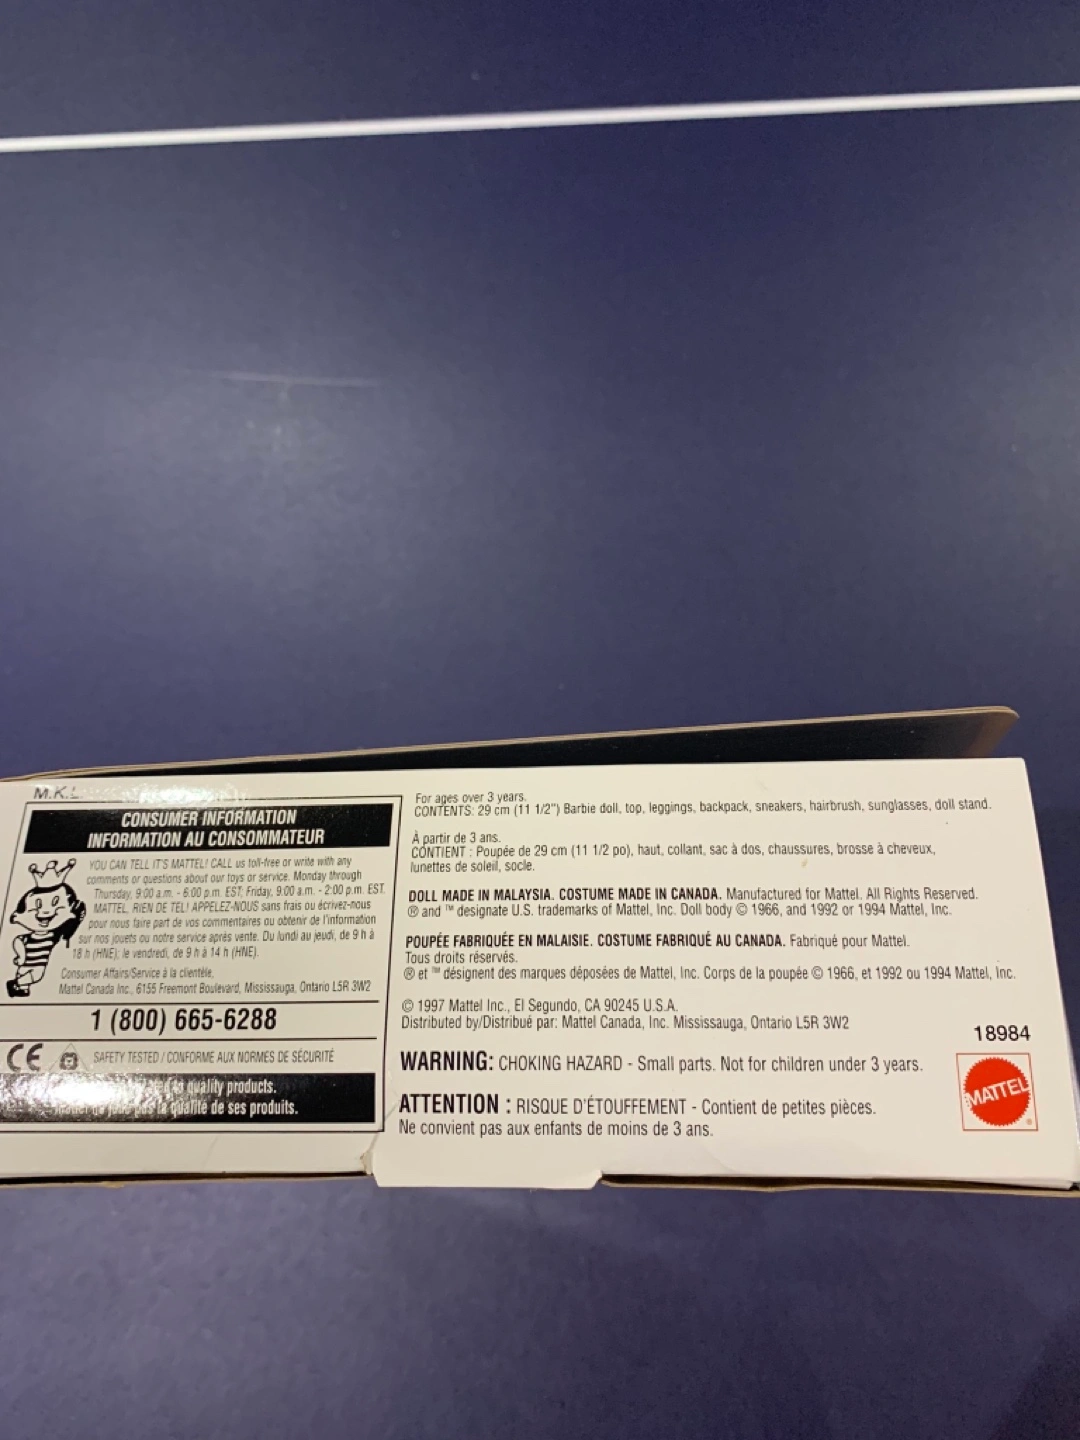 M.K.L.
CONSUMER INFORMATION
INFORMATION AU CONSOMMATEUR
YOU CAN TELL IT'S MATTEL! CALL us toll-free or write with any
comments or questions about our toys or service. Monday through
Thursday, 9:00 a.m. - 6:00 p.m. EST, Friday, 9:00 a.m. - 2:00 p.m. EST.
MATTEL, RIEN DE TEL! APPELEZ-NOUS sans frais ou écrivez-nous
pour nous faire part de vos commentaires ou obtenir de l'information
sur nos jouets ou notre service après vente. Du lundi au jeudi, de 9 h à
18 h (HNE); le vendredi, de 9 h à 14 h (HNE).
Consumer Affairs/Service à la clientèle,
Mattel Canada Inc., 6155 Freemont Boulevard, Mississauga, Ontario L5R 3W2
1 (800) 665-6288
CE SAFETY TESTED / CONFORME AUX NORMES DE SÉCURITÉ
to quality products.
la qualité de ses produits.
For ages over 3 years.
CONTENTS: 29 cm (11 1/2") Barbie doll, top, leggings, backpack, sneakers, hairbrush, sunglasses, doll stand.
À partir de 3 ans.
CONTIENT : Poupée de 29 cm (11 1/2 po), haut, collant, sac à dos, chaussures, brosse à cheveux,
lunettes de soleil, socle.
DOLL MADE IN MALAYSIA. COSTUME MADE IN CANADA. Manufactured for Mattel. All Rights Reserved.
® and ™ designate U.S. trademarks of Mattel, Inc. Doll body © 1966, and 1992 or 1994 Mattel, Inc.
POUPÉE FABRIQUÉE EN MALAISIE. COSTUME FABRIQUÉ AU CANADA. Fabriqué pour Mattel.
Tous droits réservés.
® et ™ désignent des marques déposées de Mattel, Inc. Corps de la poupée © 1966, et 1992 ou 1994 Mattel, Inc.
© 1997 Mattel Inc., El Segundo, CA 90245 U.S.A.
Distributed by/Distribué par: Mattel Canada, Inc. Mississauga, Ontario L5R 3W2
18984
WARNING: CHOKING HAZARD - Small parts. Not for children under 3 years.
ATTENTION : RISQUE D'ÉTOUFFEMENT - Contient de petites pièces.
Ne convient pas aux enfants de moins de 3 ans.
MATTEL
®